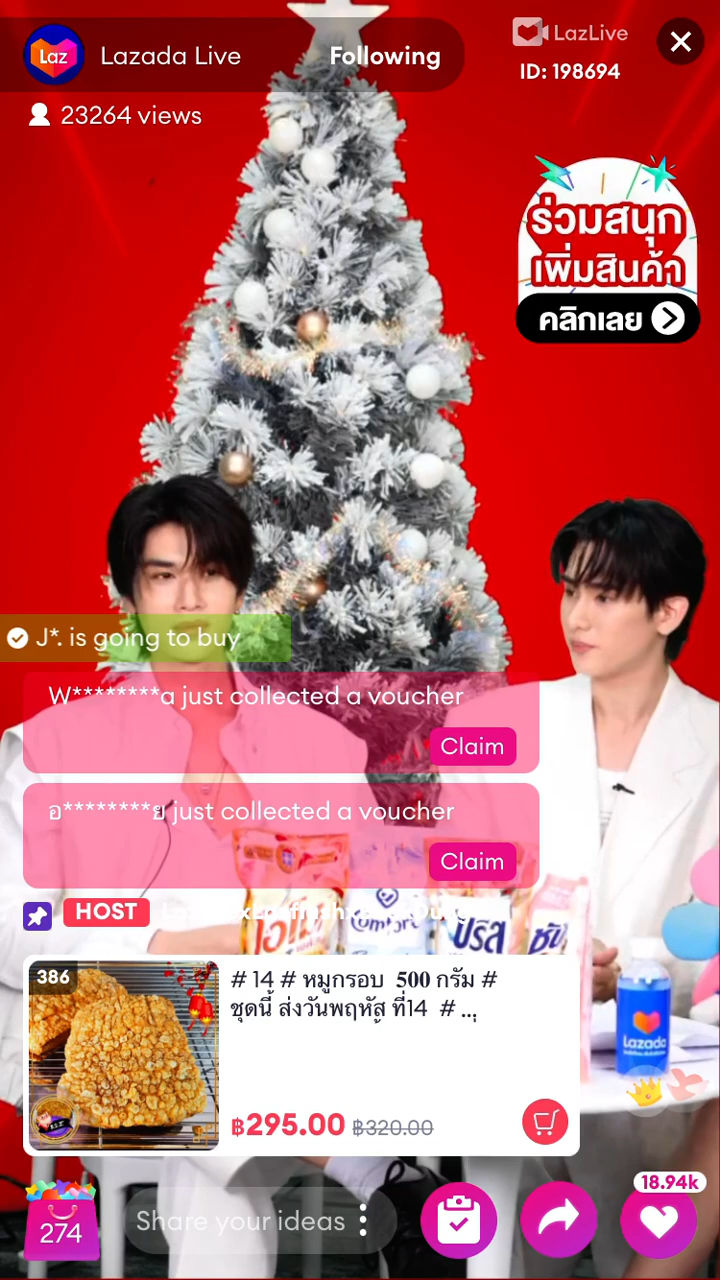 Laz Lazada Live Following
LazLive
ID: 198694
23264 views
ร่วมสนุก
เพิ่มสินค้า
คลิกเลย
J*. is going to buy
W********a just collected a voucher
Claim
อ********ย just collected a voucher
Claim
HOST
Comfort
บรีส
Lazada
386
# 14 # หมูกรอบ 500 กรัม #
ชุดนี้ ส่งวันพฤหัส ที่14 # ...
฿295.00 ฿320.00
274
Share your ideas
18.94k